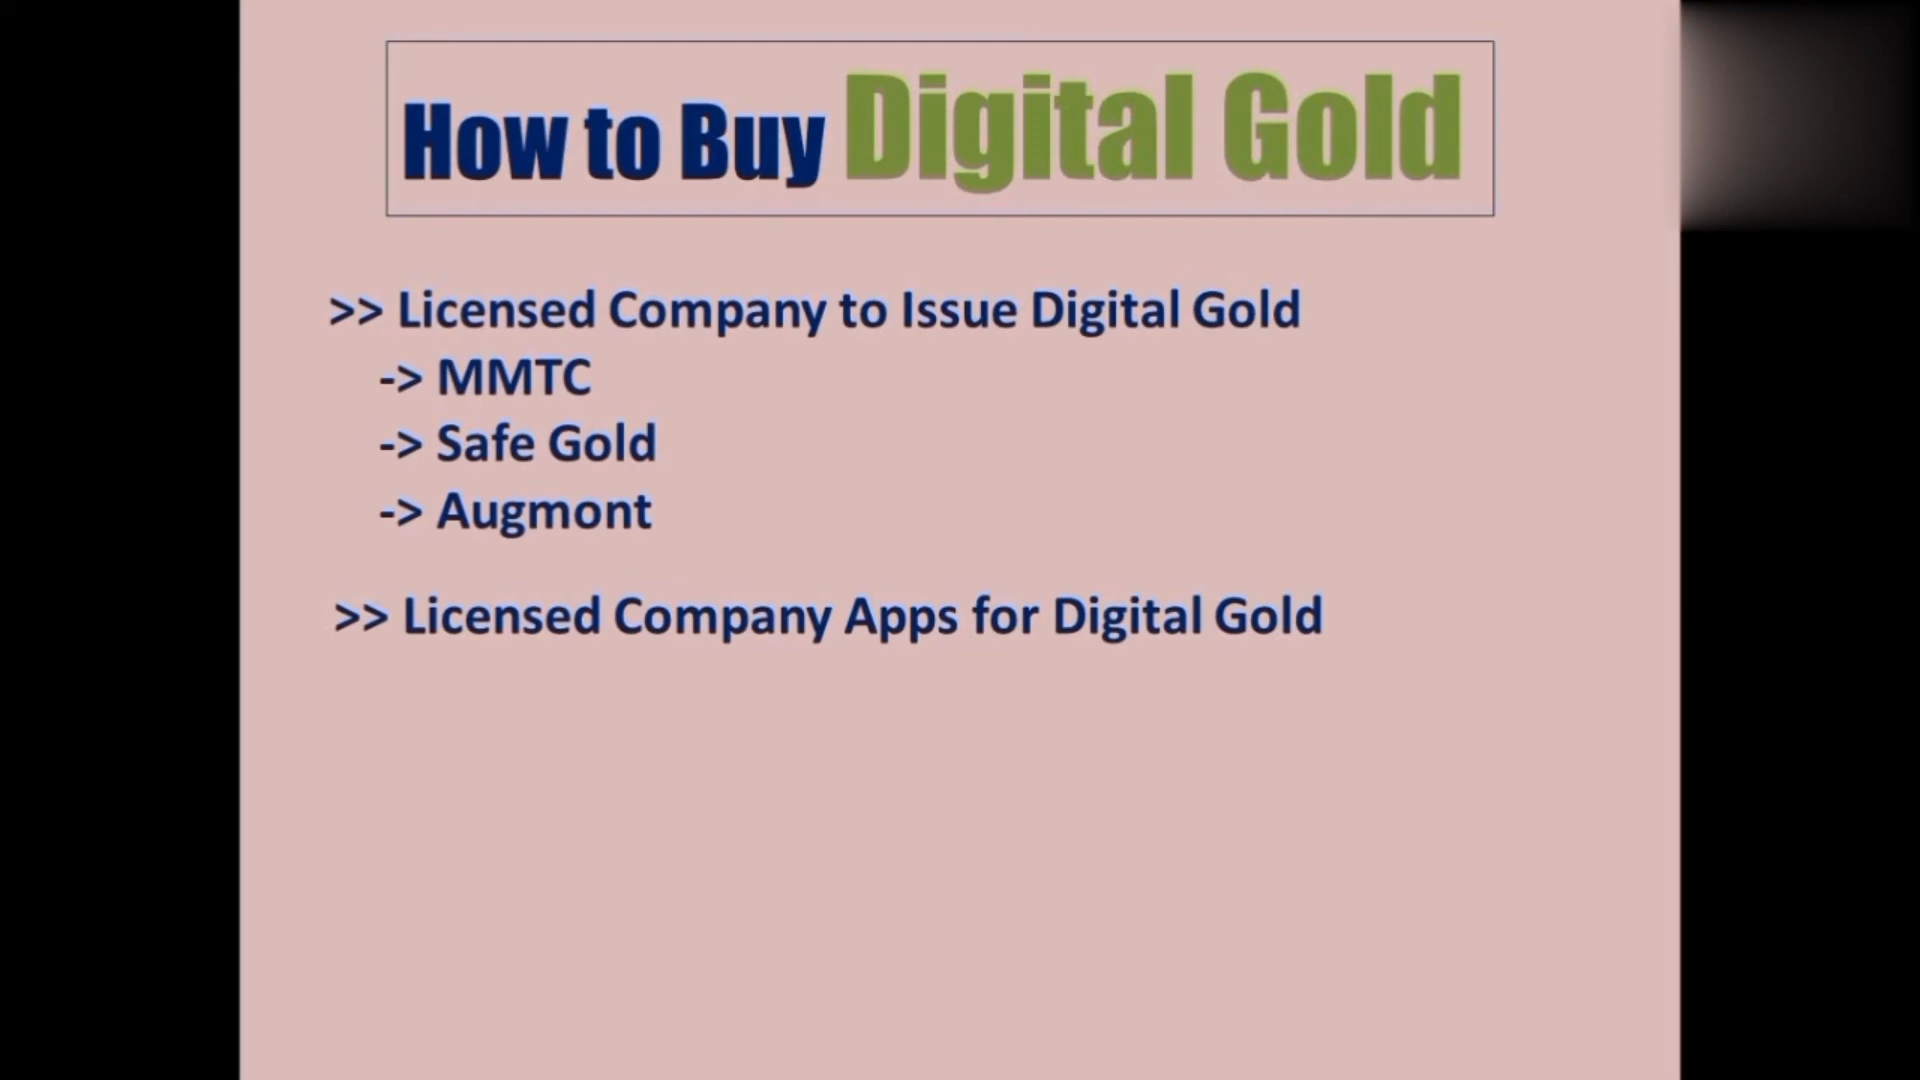 How to Buy Digital Gold
>> Licensed Company to Issue Digital Gold
-> MMTC
-> Safe Gold
-> Augmont
>> Licensed Company Apps for Digital Gold